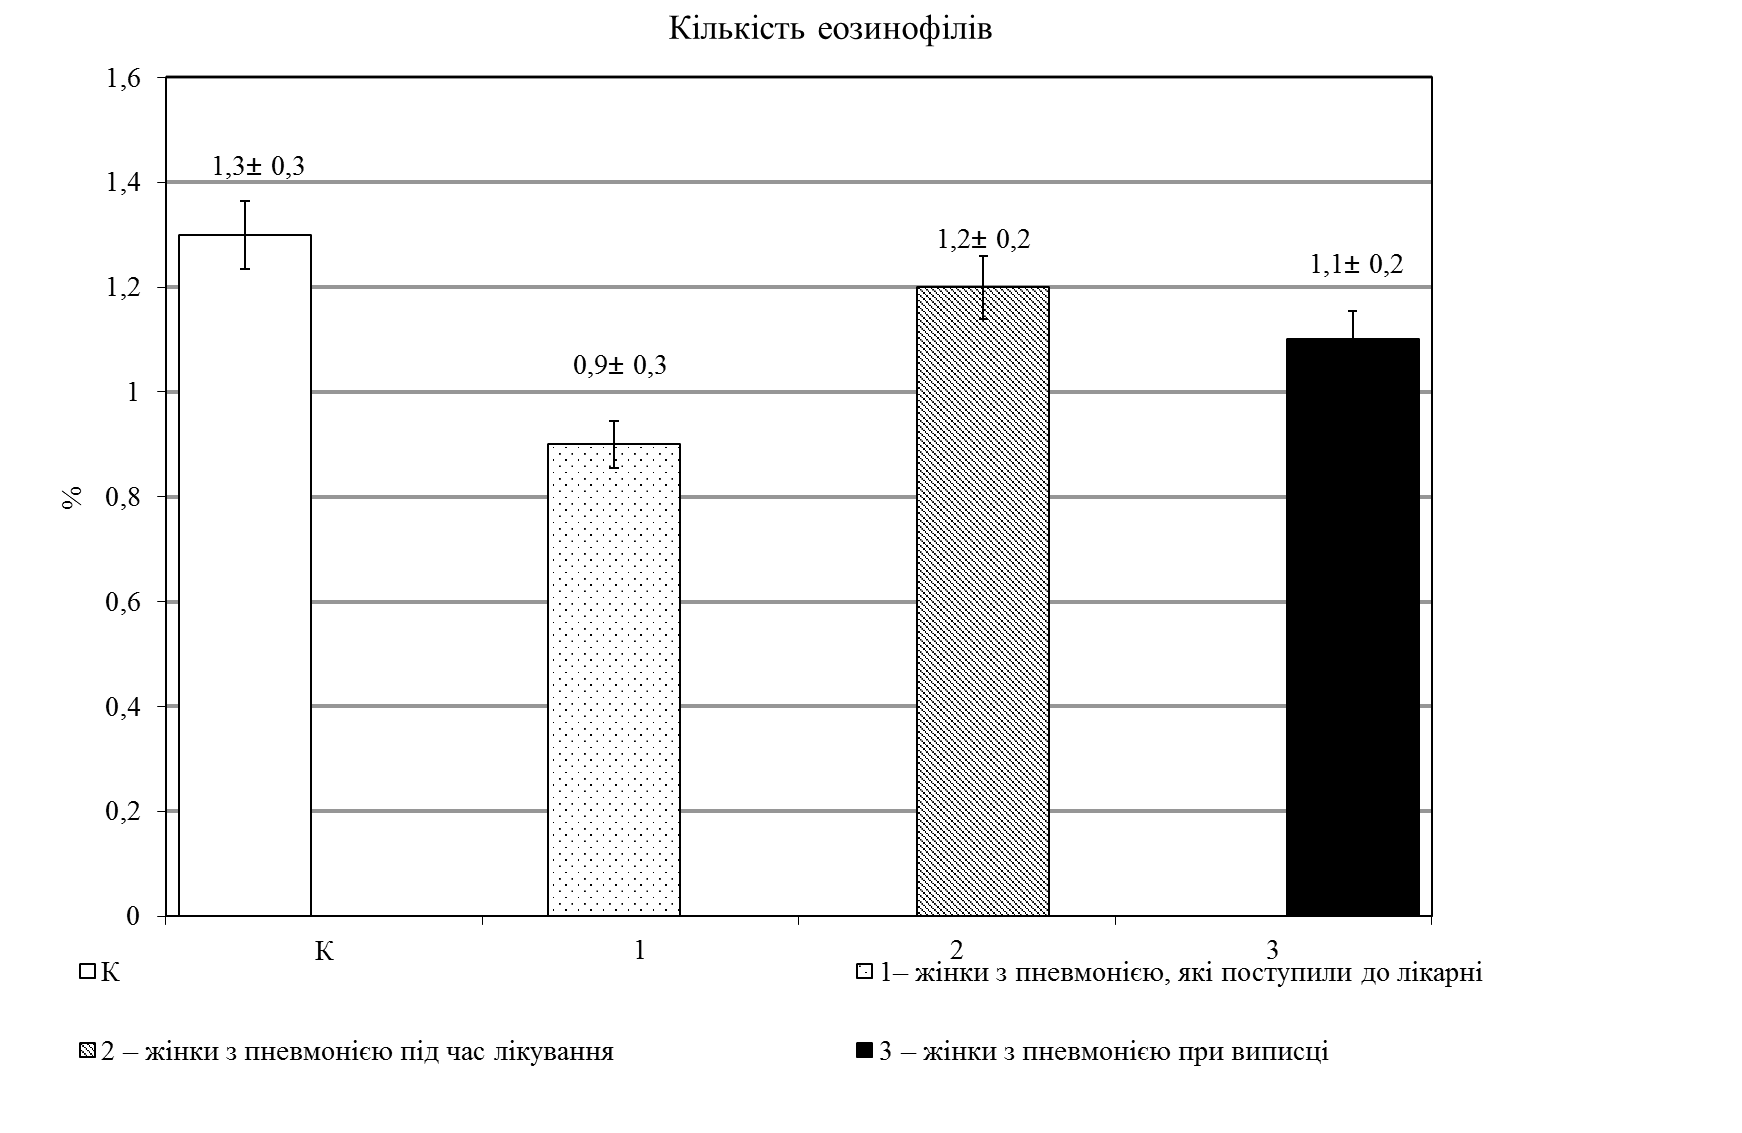 Кількість еозинофілів
1,6
1,4
1,2
1
0,8
0,6
0,4
0,2
0
%
1,3± 0,3
0,9± 0,3
1,2± 0,2
1,1± 0,2
К
1
2
3
К
1– жінки з пневмонією, які поступили до лікарні
2 – жінки з пневмонією під час лікування
3 – жінки з пневмонією при виписці